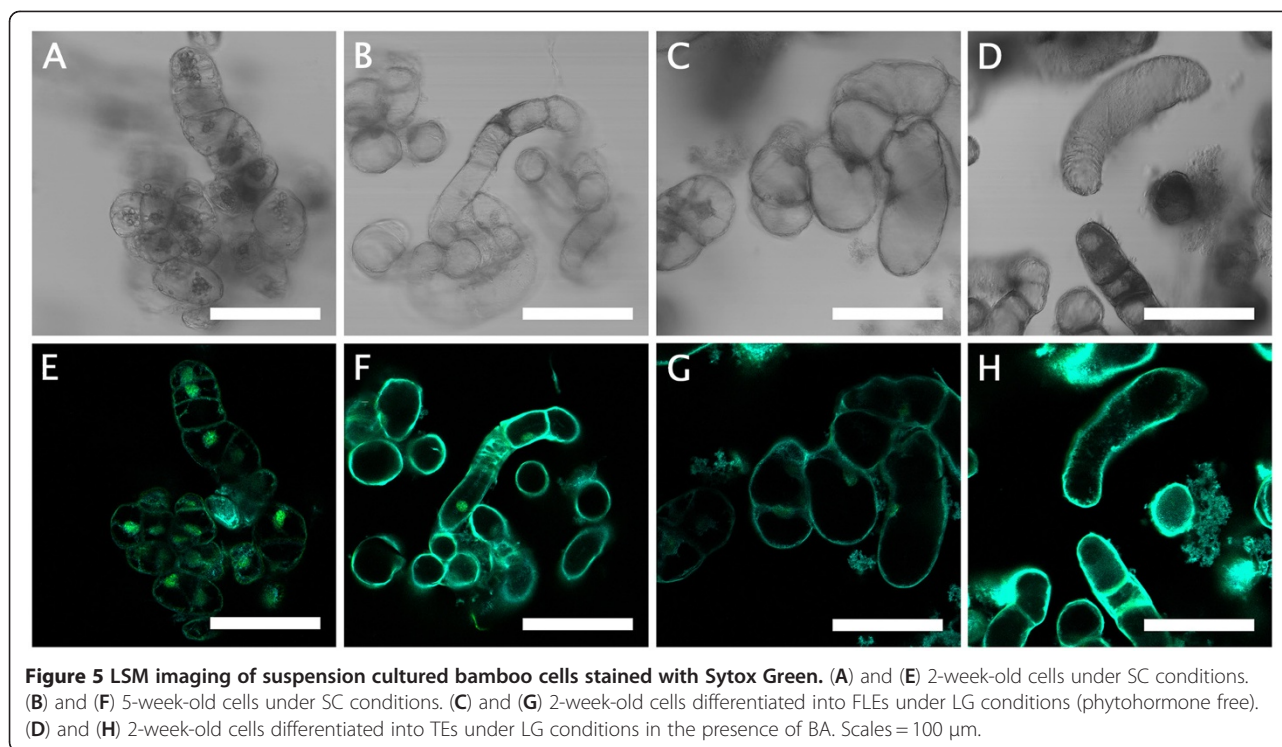 A
B
C
D
E
F
G
H
Figure 5 LSM imaging of suspension cultured bamboo cells stained with Sytox Green. (A) and (E) 2-week-old cells under SC conditions.
(B) and (F) 5-week-old cells under SC conditions. (C) and (G) 2-week-old cells differentiated into FLEs under LG conditions (phytohormone free).
(D) and (H) 2-week-old cells differentiated into TEs under LG conditions in the presence of BA. Scales = 100 μm.